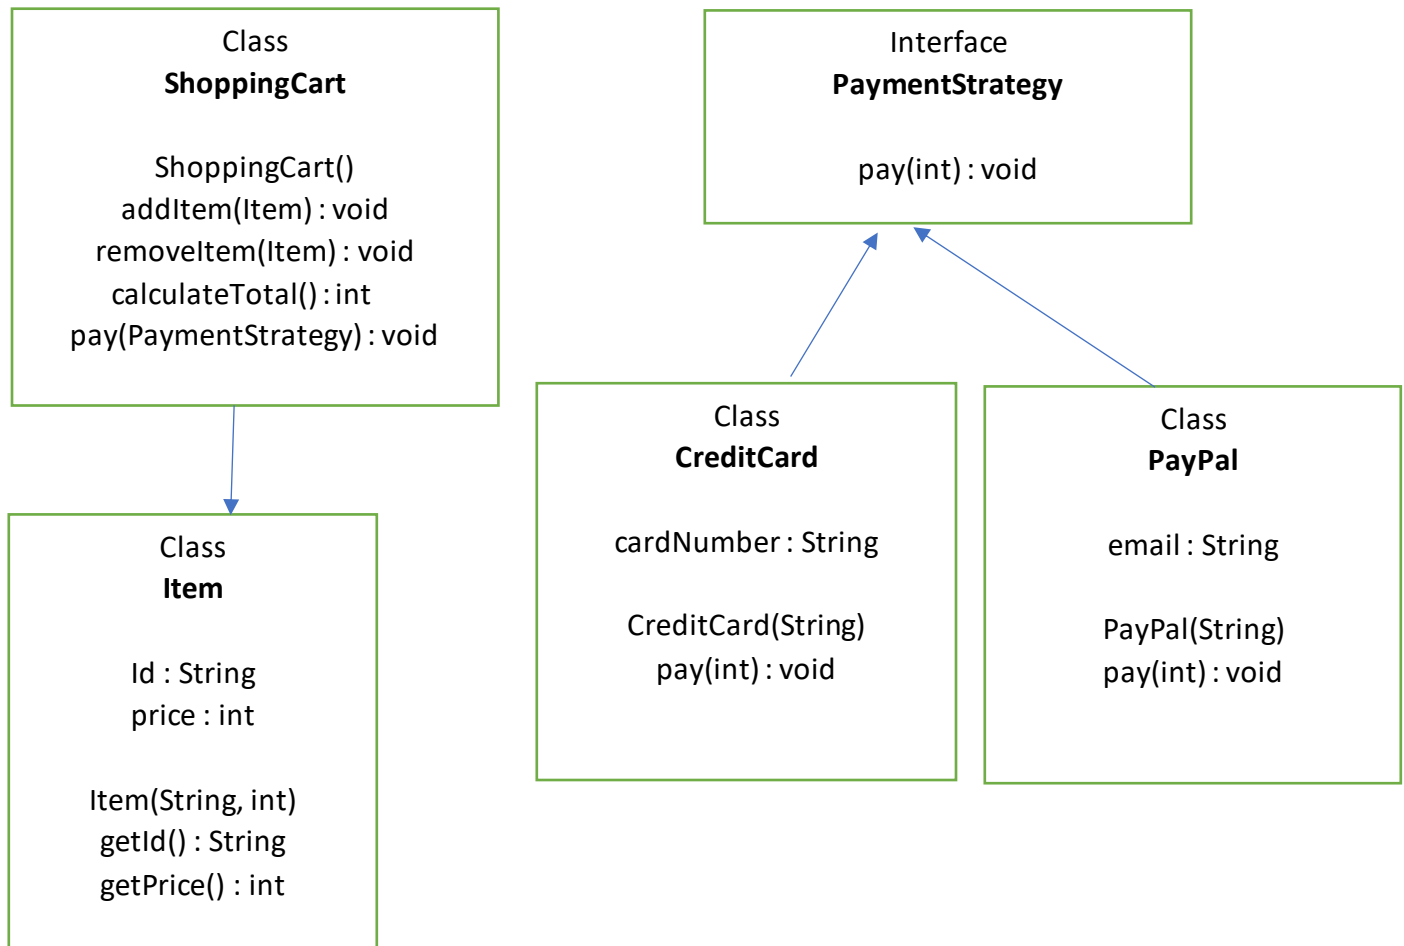 Class
ShoppingCart
ShoppingCart()
addItem(Item) : void
removeItem(Item) : void
calculateTotal() : int
pay(PaymentStrategy) : void
Interface
PaymentStrategy
pay(int) : void
Class
CreditCard
cardNumber : String
CreditCard(String)
pay(int) : void
Class
PayPal
email : String
PayPal(String)
pay(int) : void
Class
Item
Id : String
price : int
Item(String, int)
getId() : String
getPrice() : int